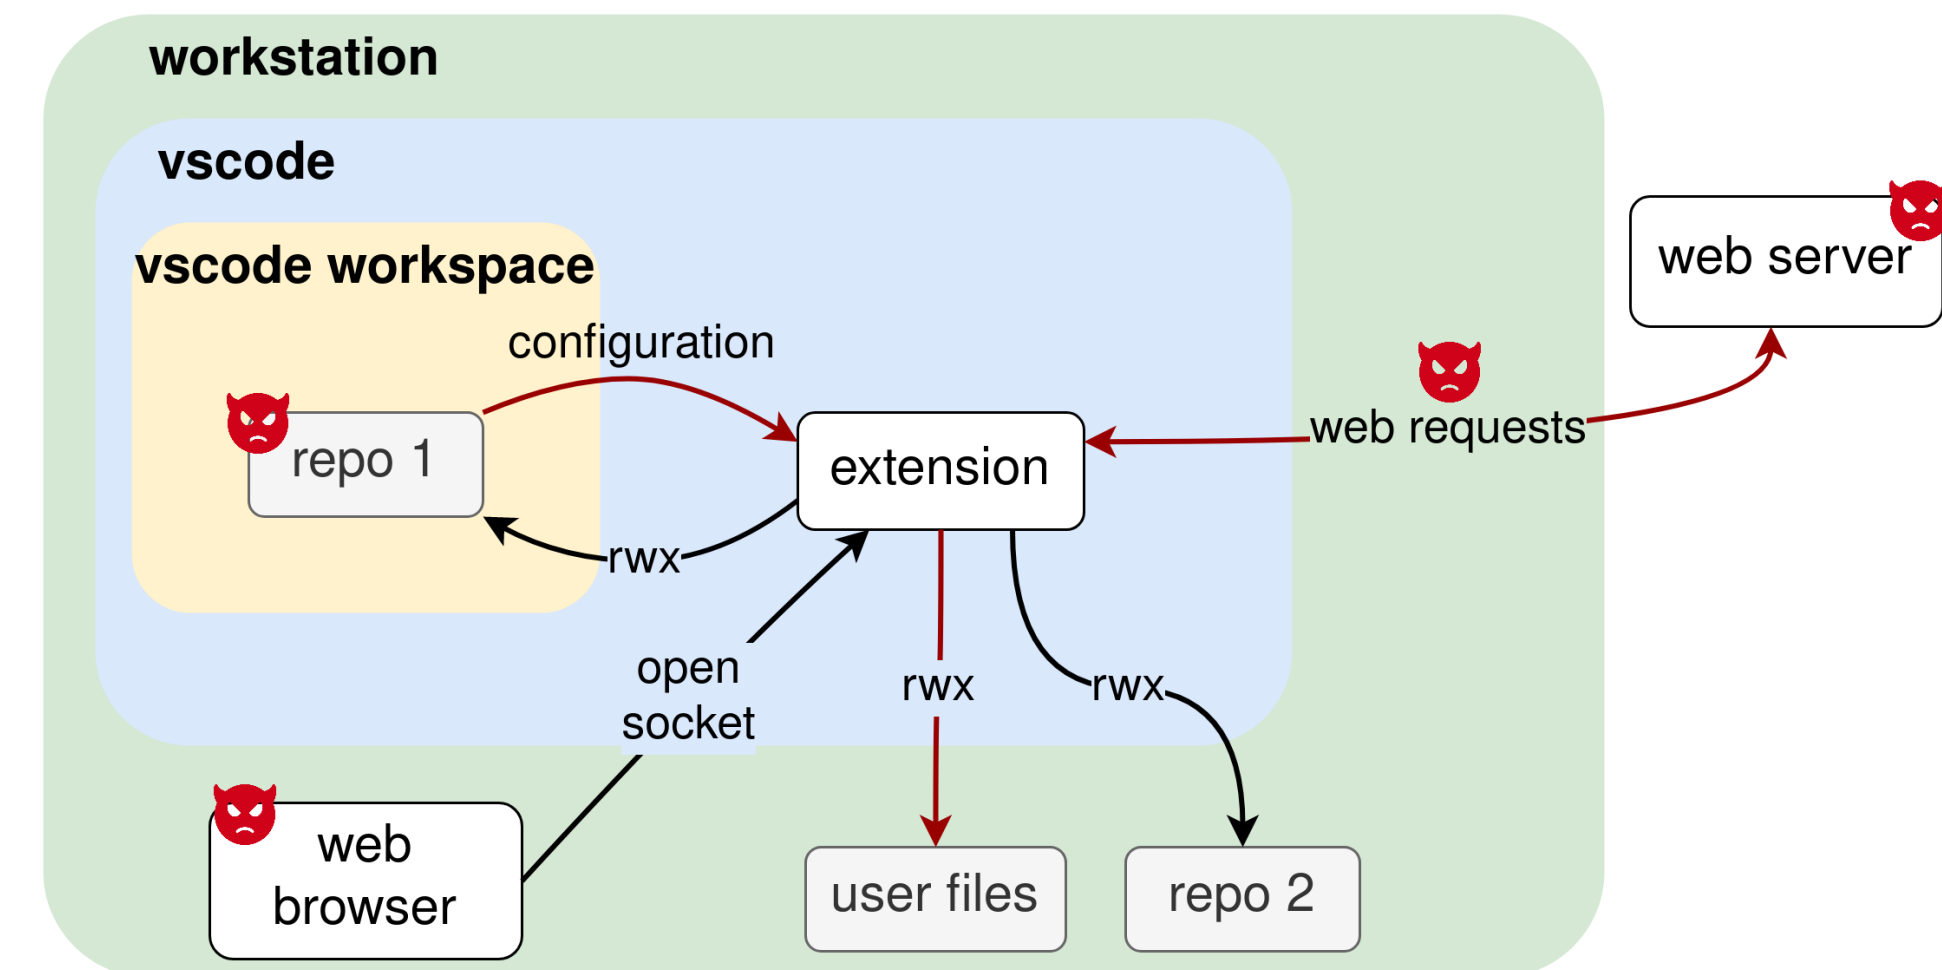 workstation
vscode
vscode workspace
web server
configuration
web requests
repo 1
extension
rwx
open
socket
rwx
rwx
web
browser
user files
repo 2